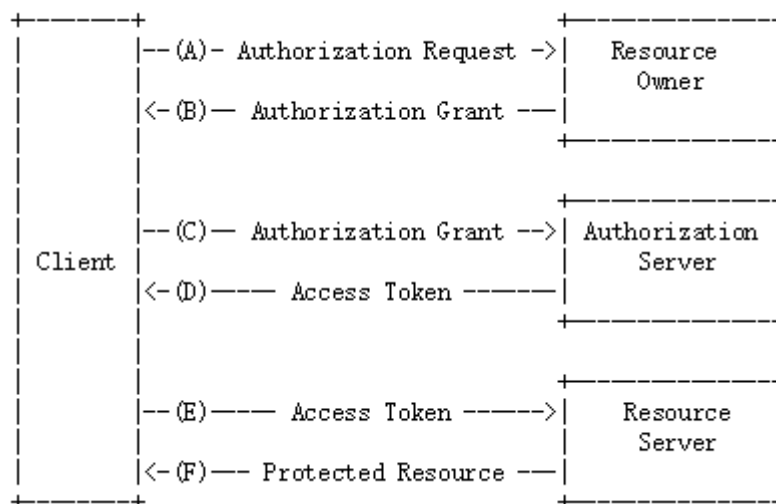 (A) Authorization Request
Resource
Owner
(B) Authorization Grant
(C) Authorization Grant
Authorization
Server
Client
(D) Access Token
(E) Access Token
Resource
Server
(F) Protected Resource